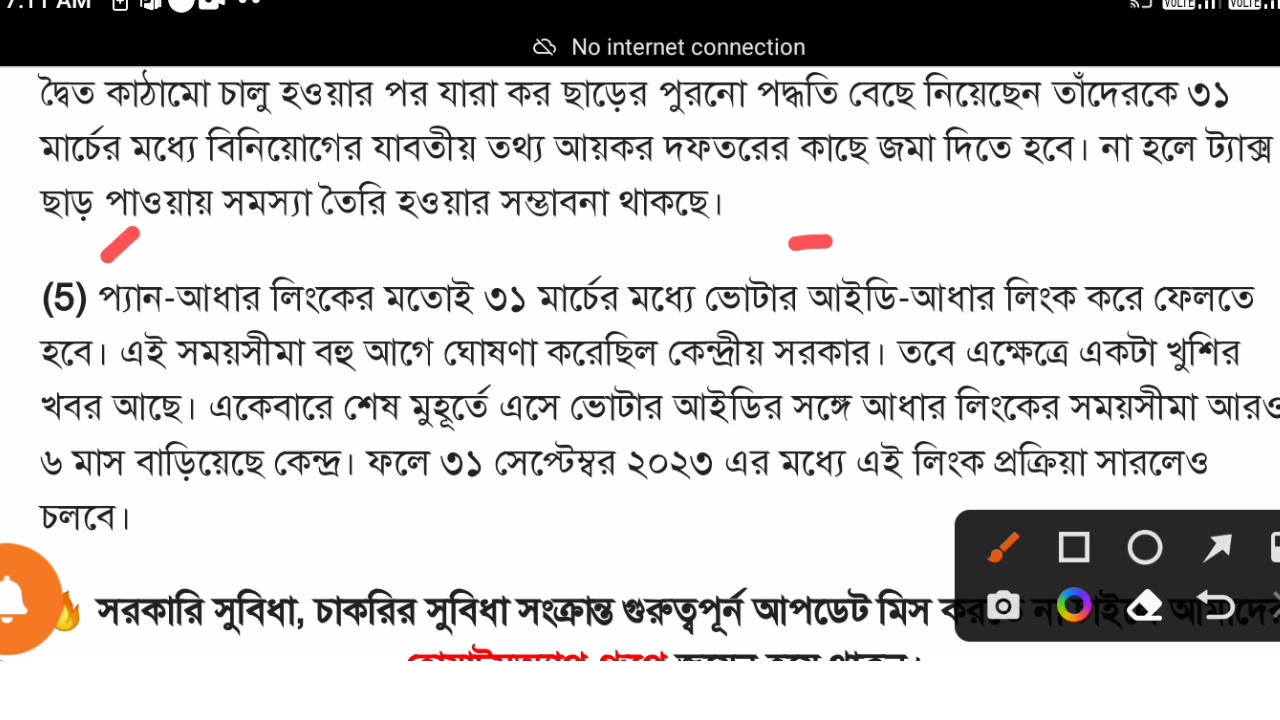 7:11 AM
No internet connection
দ্বৈত কাঠামো চালু হওয়ার পর যারা কর ছাড়ের পুরনো পদ্ধতি বেছে নিয়েছেন তাঁদেরকে ৩১
মার্চের মধ্যে বিনিয়োগের যাবতীয় তথ্য আয়কর দফতরের কাছে জমা দিতে হবে। না হলে ট্যাক্স
ছাড় পাওয়ায় সমস্যা তৈরি হওয়ার সম্ভাবনা থাকছে।
(5) প্যান-আধার লিংকের মতোই ৩১ মার্চের মধ্যে ভোটার আইডি-আধার লিংক করে ফেলতে
হবে। এই সময়সীমা বহু আগে ঘোষণা করেছিল কেন্দ্রীয় সরকার। তবে এক্ষেত্রে একটা খুশির
খবর আছে। একেবারে শেষ মুহূর্তে এসে ভোটার আইডির সঙ্গে আধার লিংকের সময়সীমা আরও
৬ মাস বাড়িয়েছে কেন্দ্র। ফলে ৩১ সেপ্টেম্বর ২০২৩ এর মধ্যে এই লিংক প্রক্রিয়া সারলেও
চলবে।
সরকারি সুবিধা, চাকরির সুবিধা সংক্রান্ত গুরুত্বপূর্ন আপডেট মিস